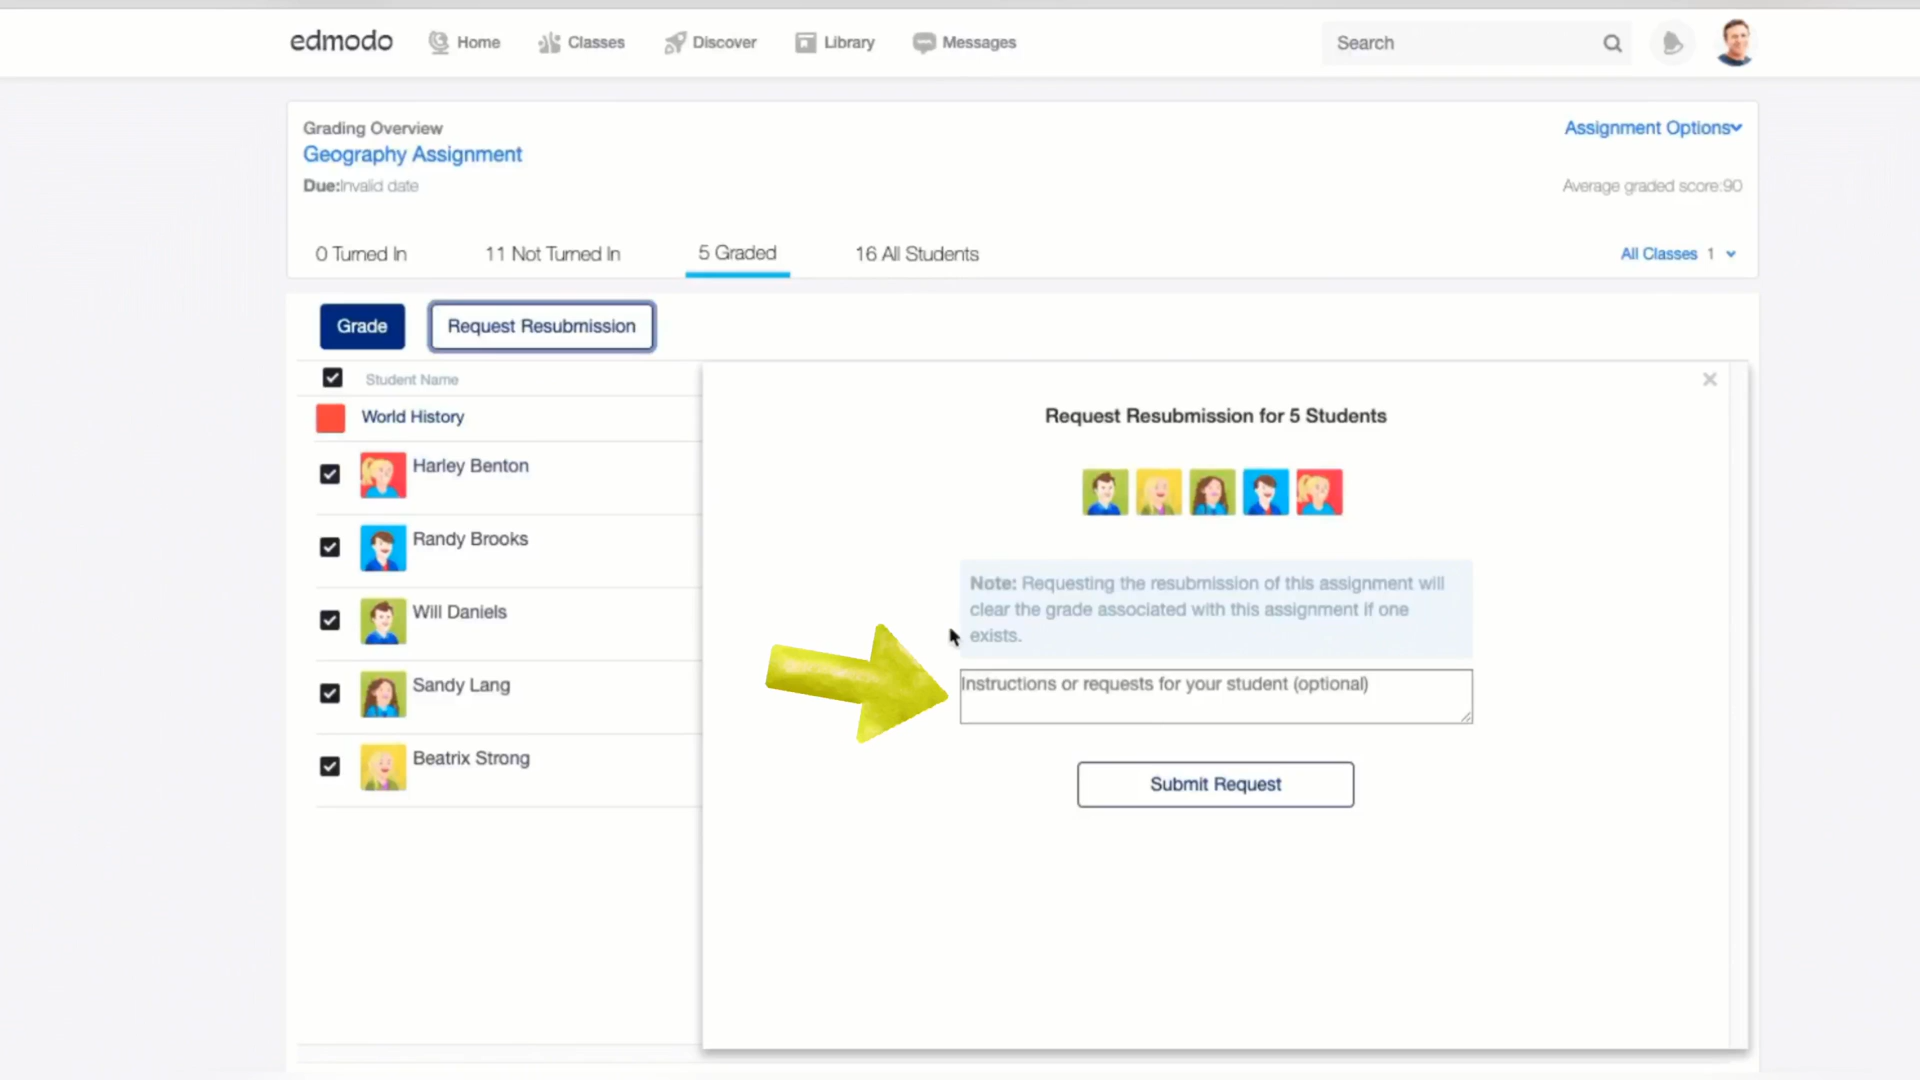 edmodo
Home
Classes
Discover
Library
Messages
Search
Grading Overview
Geography Assignment
Due:Invalid date
Assignment Options
Average graded score:90
0 Turned In
11 Not Turned In
5 Graded
16 All Students
All Classes 1
Grade
Request Resubmission
Student Name
World History
Harley Benton
Randy Brooks
Will Daniels
Sandy Lang
Beatrix Strong
Request Resubmission for 5 Students
Note: Requesting the resubmission of this assignment will
clear the grade associated with this assignment if one
exists.
Instructions or requests for your student (optional)
Submit Request